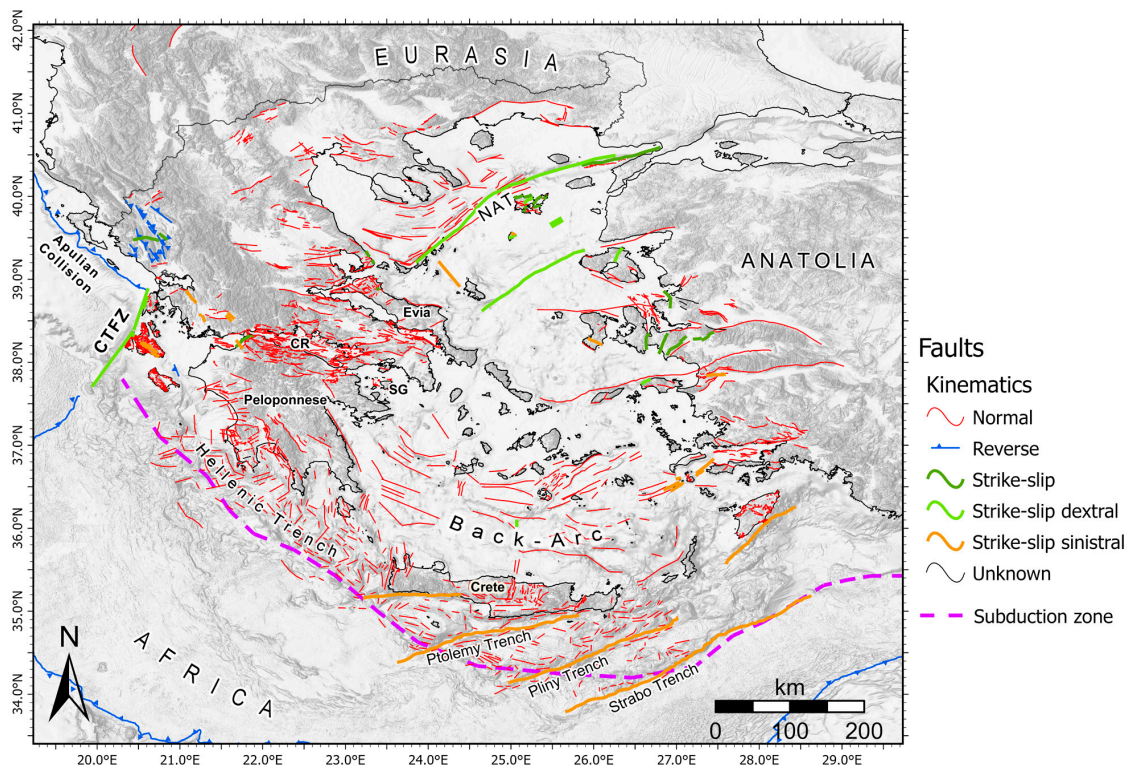 42.0°N
41.0°N
40.0°N
39.0°N
38.0°N
37.0°N
36.0°N
35.0°N
34.0°N
EURASIA
NAT
ANATOLIA
Apulian
Collision
CTFZ
Evia
CR
SG
Peloponnese
Hellenic Trench
Back-Arc
Crete
Ptolemy Trench
Pliny Trench
Strabo Trench
AFRICA
N
km
0 100 200
20.0°E 21.0°E 22.0°E 23.0°E 24.0°E 25.0°E 26.0°E 27.0°E 28.0°E 29.0°E
Faults
Kinematics
Normal
Reverse
Strike-slip
Strike-slip dextral
Strike-slip sinistral
Unknown
Subduction zone